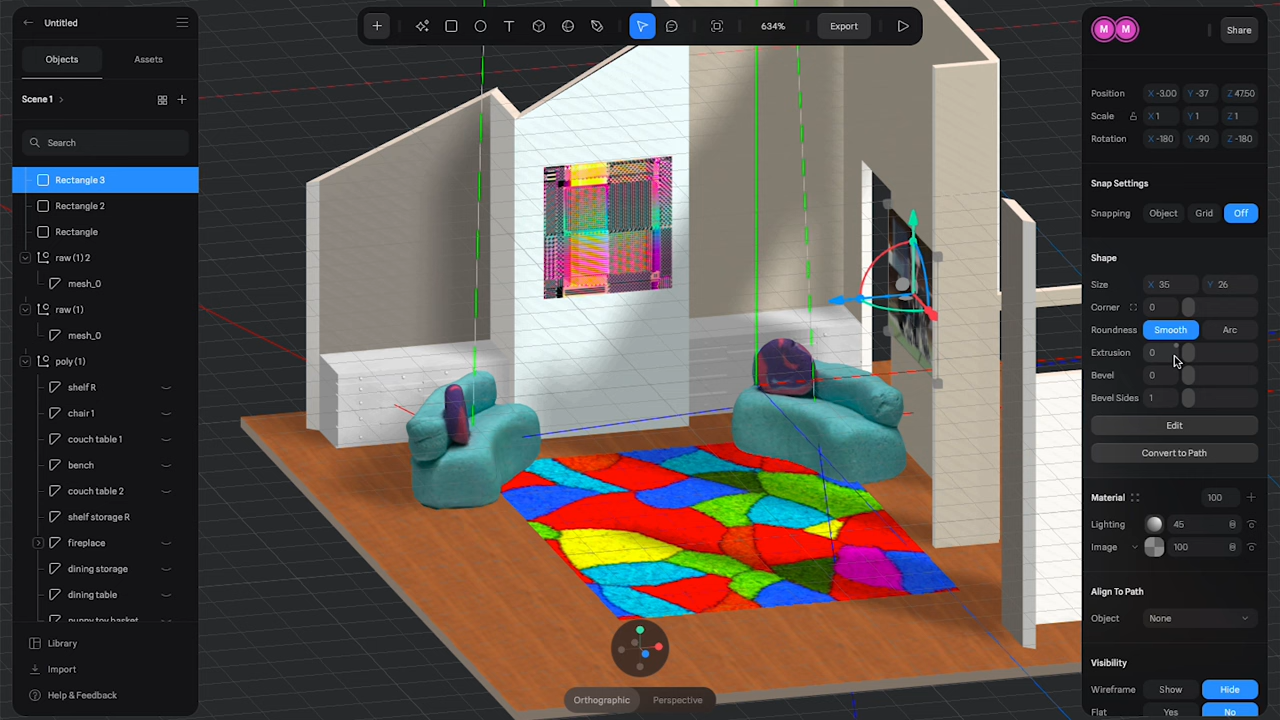 Untitled
Objects
Assets
Scene 1
Search
Rectangle 3
Rectangle 2
Rectangle
raw (1) 2
mesh_0
raw (1)
mesh_0
poly (1)
shelf R
chair 1
couch table 1
bench
couch table 2
shelf storage R
fireplace
dining storage
dining table
puppy toy basket
Library
Import
Help & Feedback
T
634%
Export
Orthographic
Perspective
M
M
Share
Position
X -3.00
Y -37
Z 47.50
Scale
X 1
Y 1
Z 1
Rotation
X -180
Y -90
Z -180
Snap Settings
Snapping
Object
Grid
Off
Shape
Size
X 35
Y 26
Corner
0
Roundness
Smooth
Arc
Extrusion
0
Bevel
0
Bevel Sides
1
Edit
Convert to Path
Material
100
Lighting
45
Image
100
Align To Path
Object
None
Visibility
Wireframe
Show
Hide
Flat
Yes
No